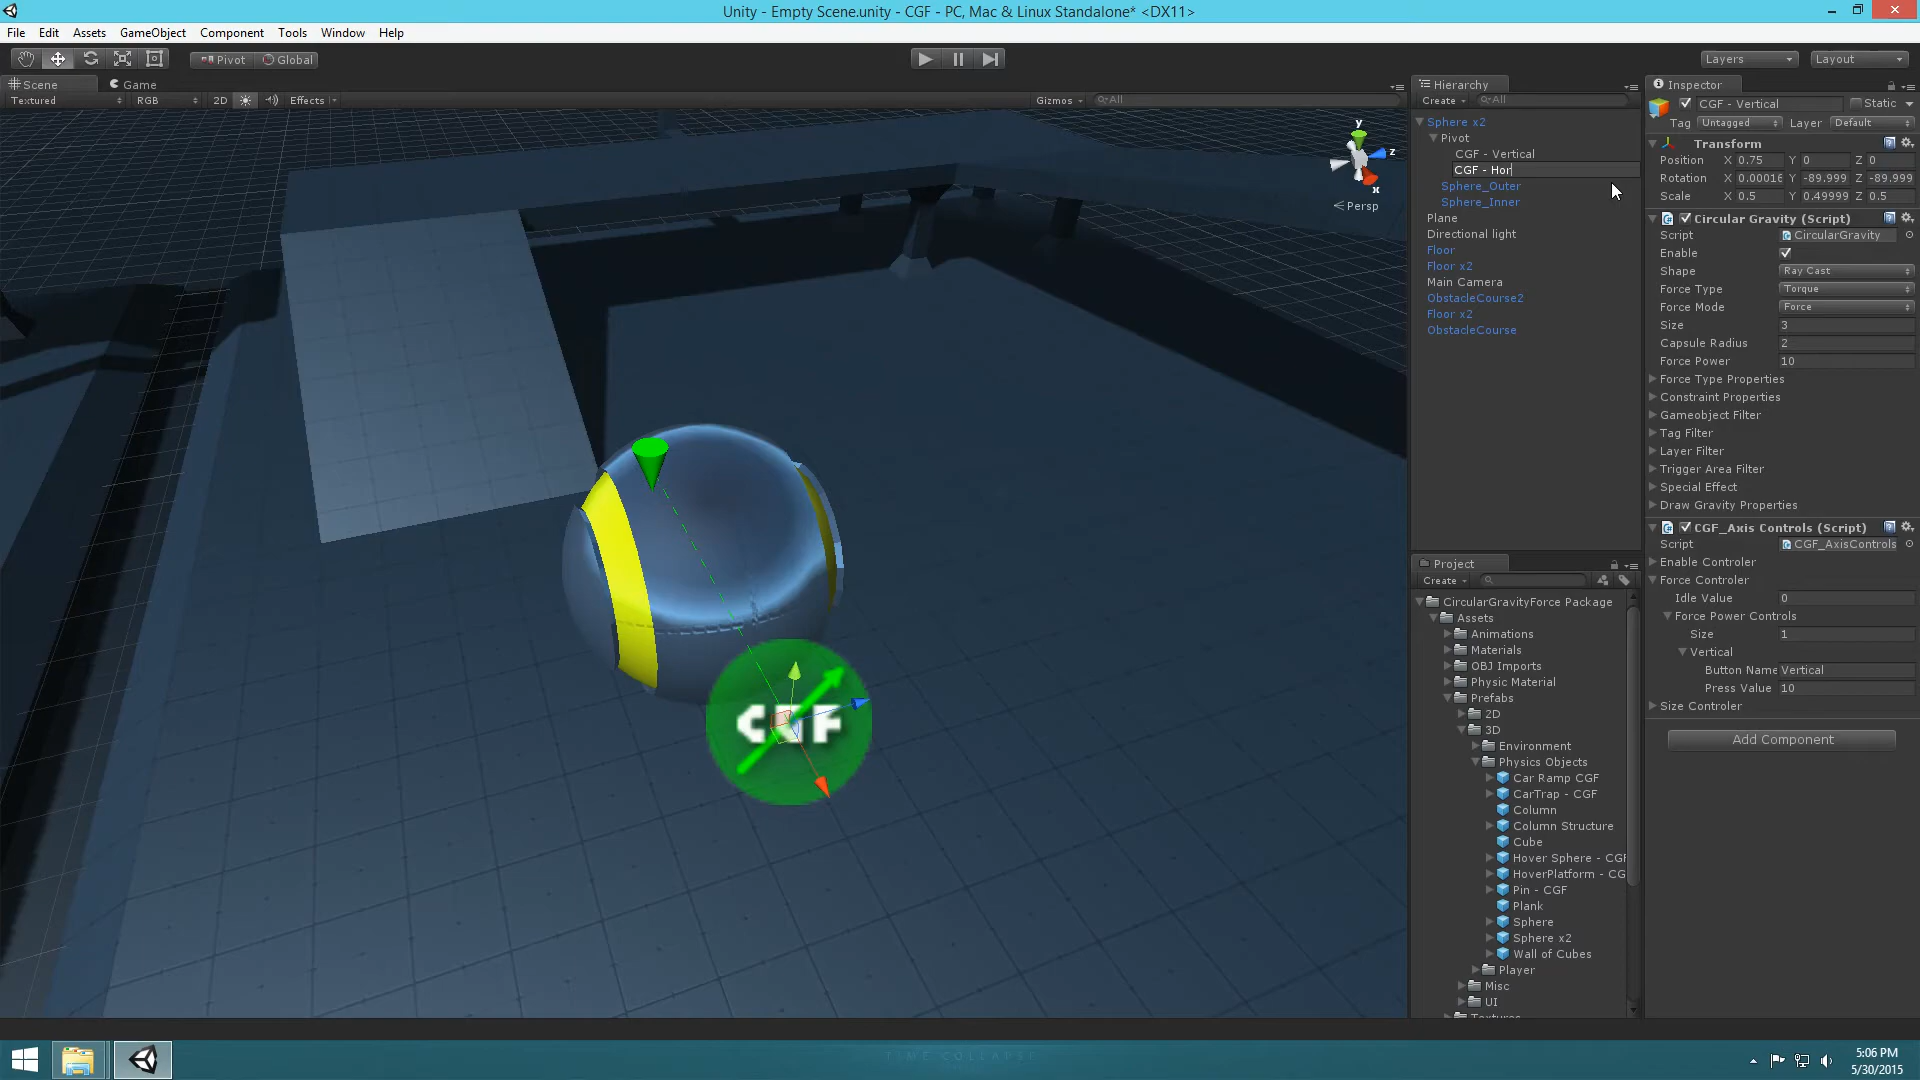 Unity - Empty Scene.unity - CGF - PC, Mac & Linux Standalone* <DX11>
File Edit Assets GameObject Component Tools Window Help
Pivot Global Layers Layout
Scene Game
Textured RGB 2D Effects Gizmos All
y
z
x
Persp
CGF
Hierarchy
Create All
Sphere x2
Pivot
CGF - Vertical
CGF - Hor
Sphere_Outer
Sphere_Inner
Plane
Directional light
Floor
Floor x2
Main Camera
ObstacleCourse2
Floor x2
ObstacleCourse
Project
Create
CircularGravityForce Package
Assets
Animations
Materials
OBJ Imports
Physic Material
Prefabs
2D
3D
Environment
Physics Objects
Car Ramp CGF
CarTrap - CGF
Column
Column Structure
Cube
Hover Sphere - CGF
HoverPlatform - CG
Pin - CGF
Plank
Sphere
Sphere x2
Wall of Cubes
Player
Misc
UI
Textures
Inspector
CGF - Vertical Static
Tag Untagged Layer Default
Transform
Position X 0.75 Y 0 Z 0
Rotation X 0.00016 Y -89.999 Z -89.999
Scale X 0.5 Y 0.49999 Z 0.5
Circular Gravity (Script)
Script CircularGravity
Enable
Shape Ray Cast
Force Type Torque
Force Mode Force
Size 3
Capsule Radius 2
Force Power 10
Force Type Properties
Constraint Properties
Gameobject Filter
Tag Filter
Layer Filter
Trigger Area Filter
Special Effect
Draw Gravity Properties
CGF_Axis Controls (Script)
Script CGF_AxisControls
Enable Controler
Force Controler
Idle Value 0
Force Power Controls
Size 1
Vertical
Button Name Vertical
Press Value 10
Size Controler
Add Component
TIME COLLAPSE
5:06 PM
5/30/2015